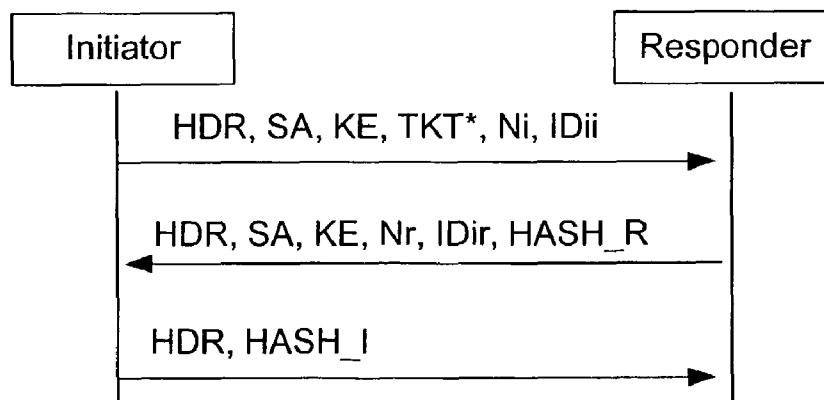 Initiator
Responder
HDR, SA, KE, TKT*, Ni, IDii
HDR, SA, KE, Nr, IDir, HASH_R
HDR, HASH_I